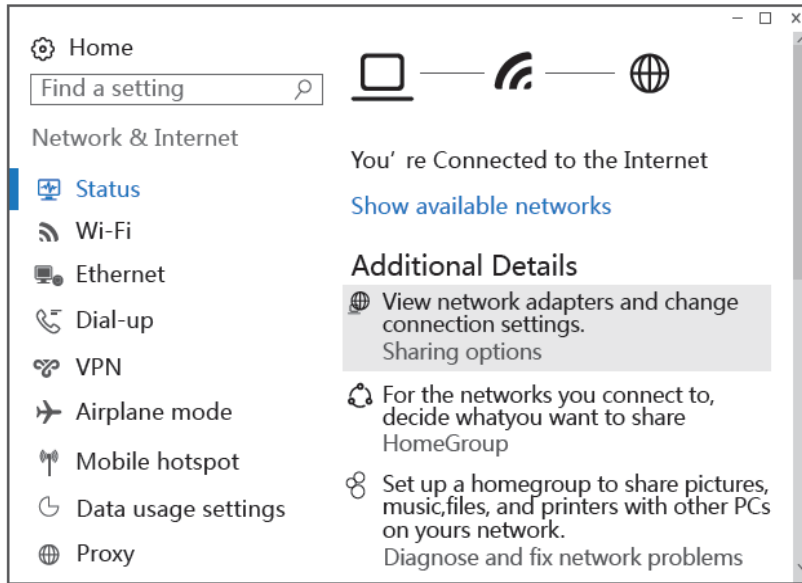 Home
Find a setting
Network & Internet
Status
Wi-Fi
Ethernet
Dial-up
VPN
Airplane mode
Mobile hotspot
Data usage settings
Proxy
You’ re Connected to the Internet
Show available networks
Additional Details
View network adapters and change
connection settings.
Sharing options
For the networks you connect to,
decide whatyou want to share
HomeGroup
Set up a homegroup to share pictures,
music,files, and printers with other PCs
on yours network.
Diagnose and fix network problems